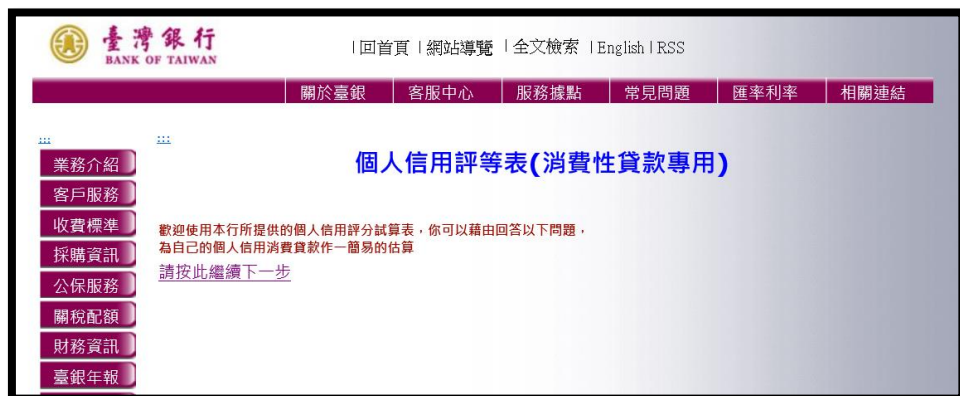 臺灣銀行
BANK OF TAIWAN
|回首頁 |網站導覽 |全文檢索 |English | RSS
關於臺銀 | 客服中心 | 服務據點 | 常見問題 | 匯率利率 | 相關連結
:::
:::
業務介紹
客戶服務
收費標準
採購資訊
公保服務
關稅配額
財務資訊
臺銀年報
個人信用評等表(消費性貸款專用)
歡迎使用本行所提供的個人信用評分試算表，你可以藉由回答以下問題，
為自己的個人信用消費貸款作一簡易的估算
請按此繼續下一步